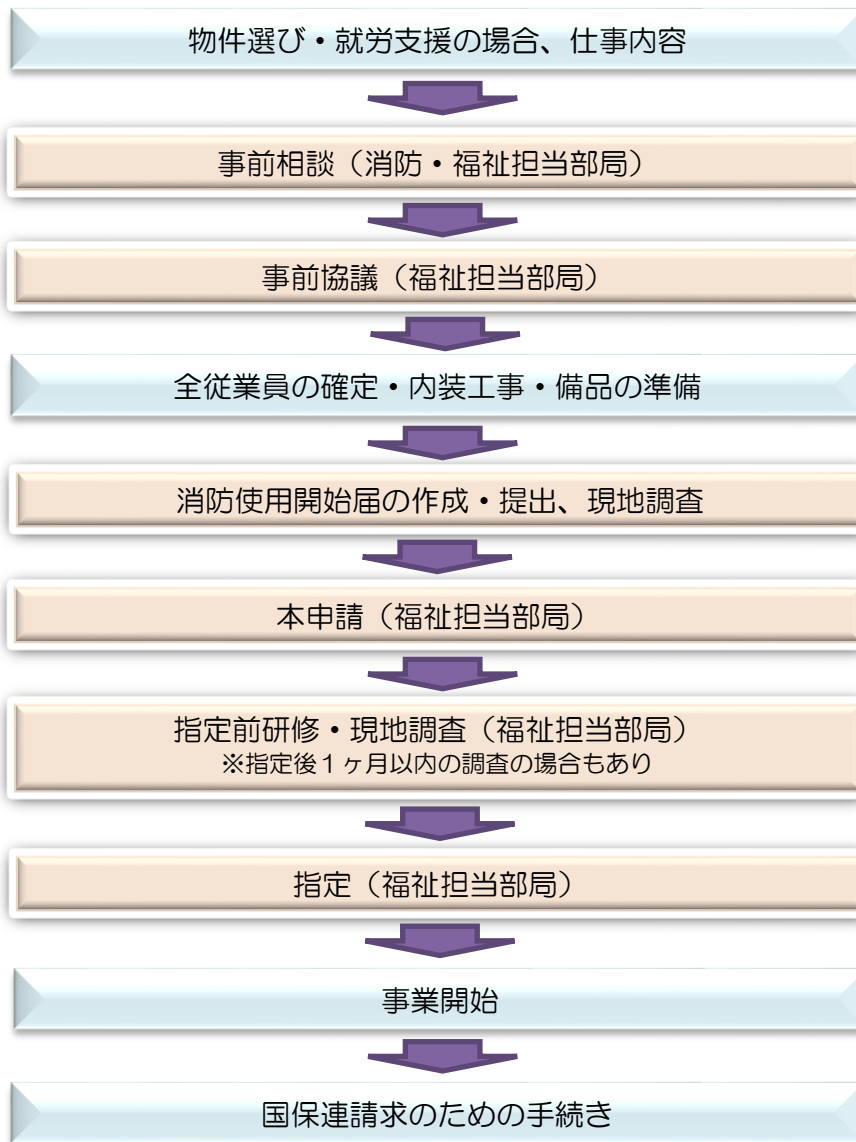 物件選び・就労支援の場合、仕事内容
事前相談（消防・福祉担当部局）
事前協議（福祉担当部局）
全従業員の確定・内装工事・備品の準備
消防使用開始届の作成・提出、現地調査
本申請（福祉担当部局）
指定前研修・現地調査（福祉担当部局）
※指定後１ヶ月以内の調査の場合もあり
指定（福祉担当部局）
事業開始
国保連請求のための手続き